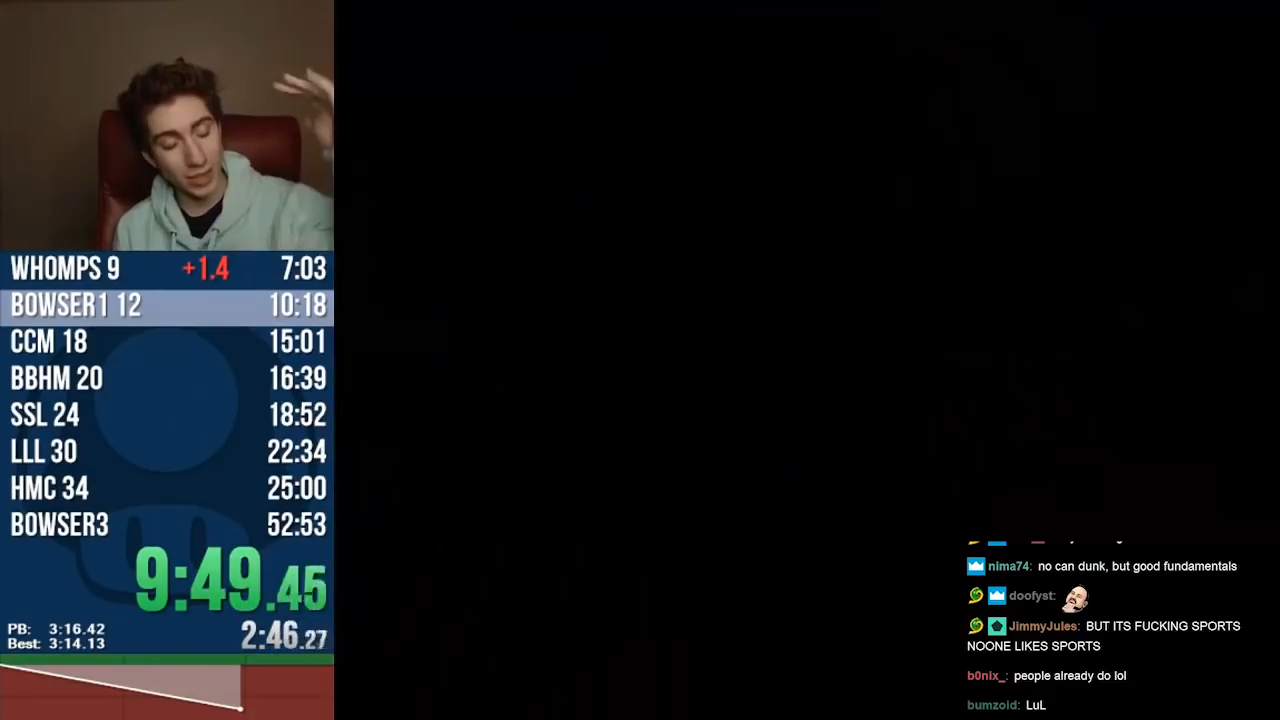 WHOMPS 9 +1.4 7:03
BOWSER1 12 10:18
CCM 18 15:01
BBHM 20 16:39
SSL 24 18:52
LLL 30 22:34
HMC 34 25:00
BOWSER3 52:53
9:49.45
PB: 3:16.42
Best: 3:14.13
2:46.27
nima74: no can dunk, but good fundamentals
doofyst:
JimmyJules: BUT ITS FUCKING SPORTS
NOONE LIKES SPORTS
b0nix_: people already do lol
bumzoid: LuL